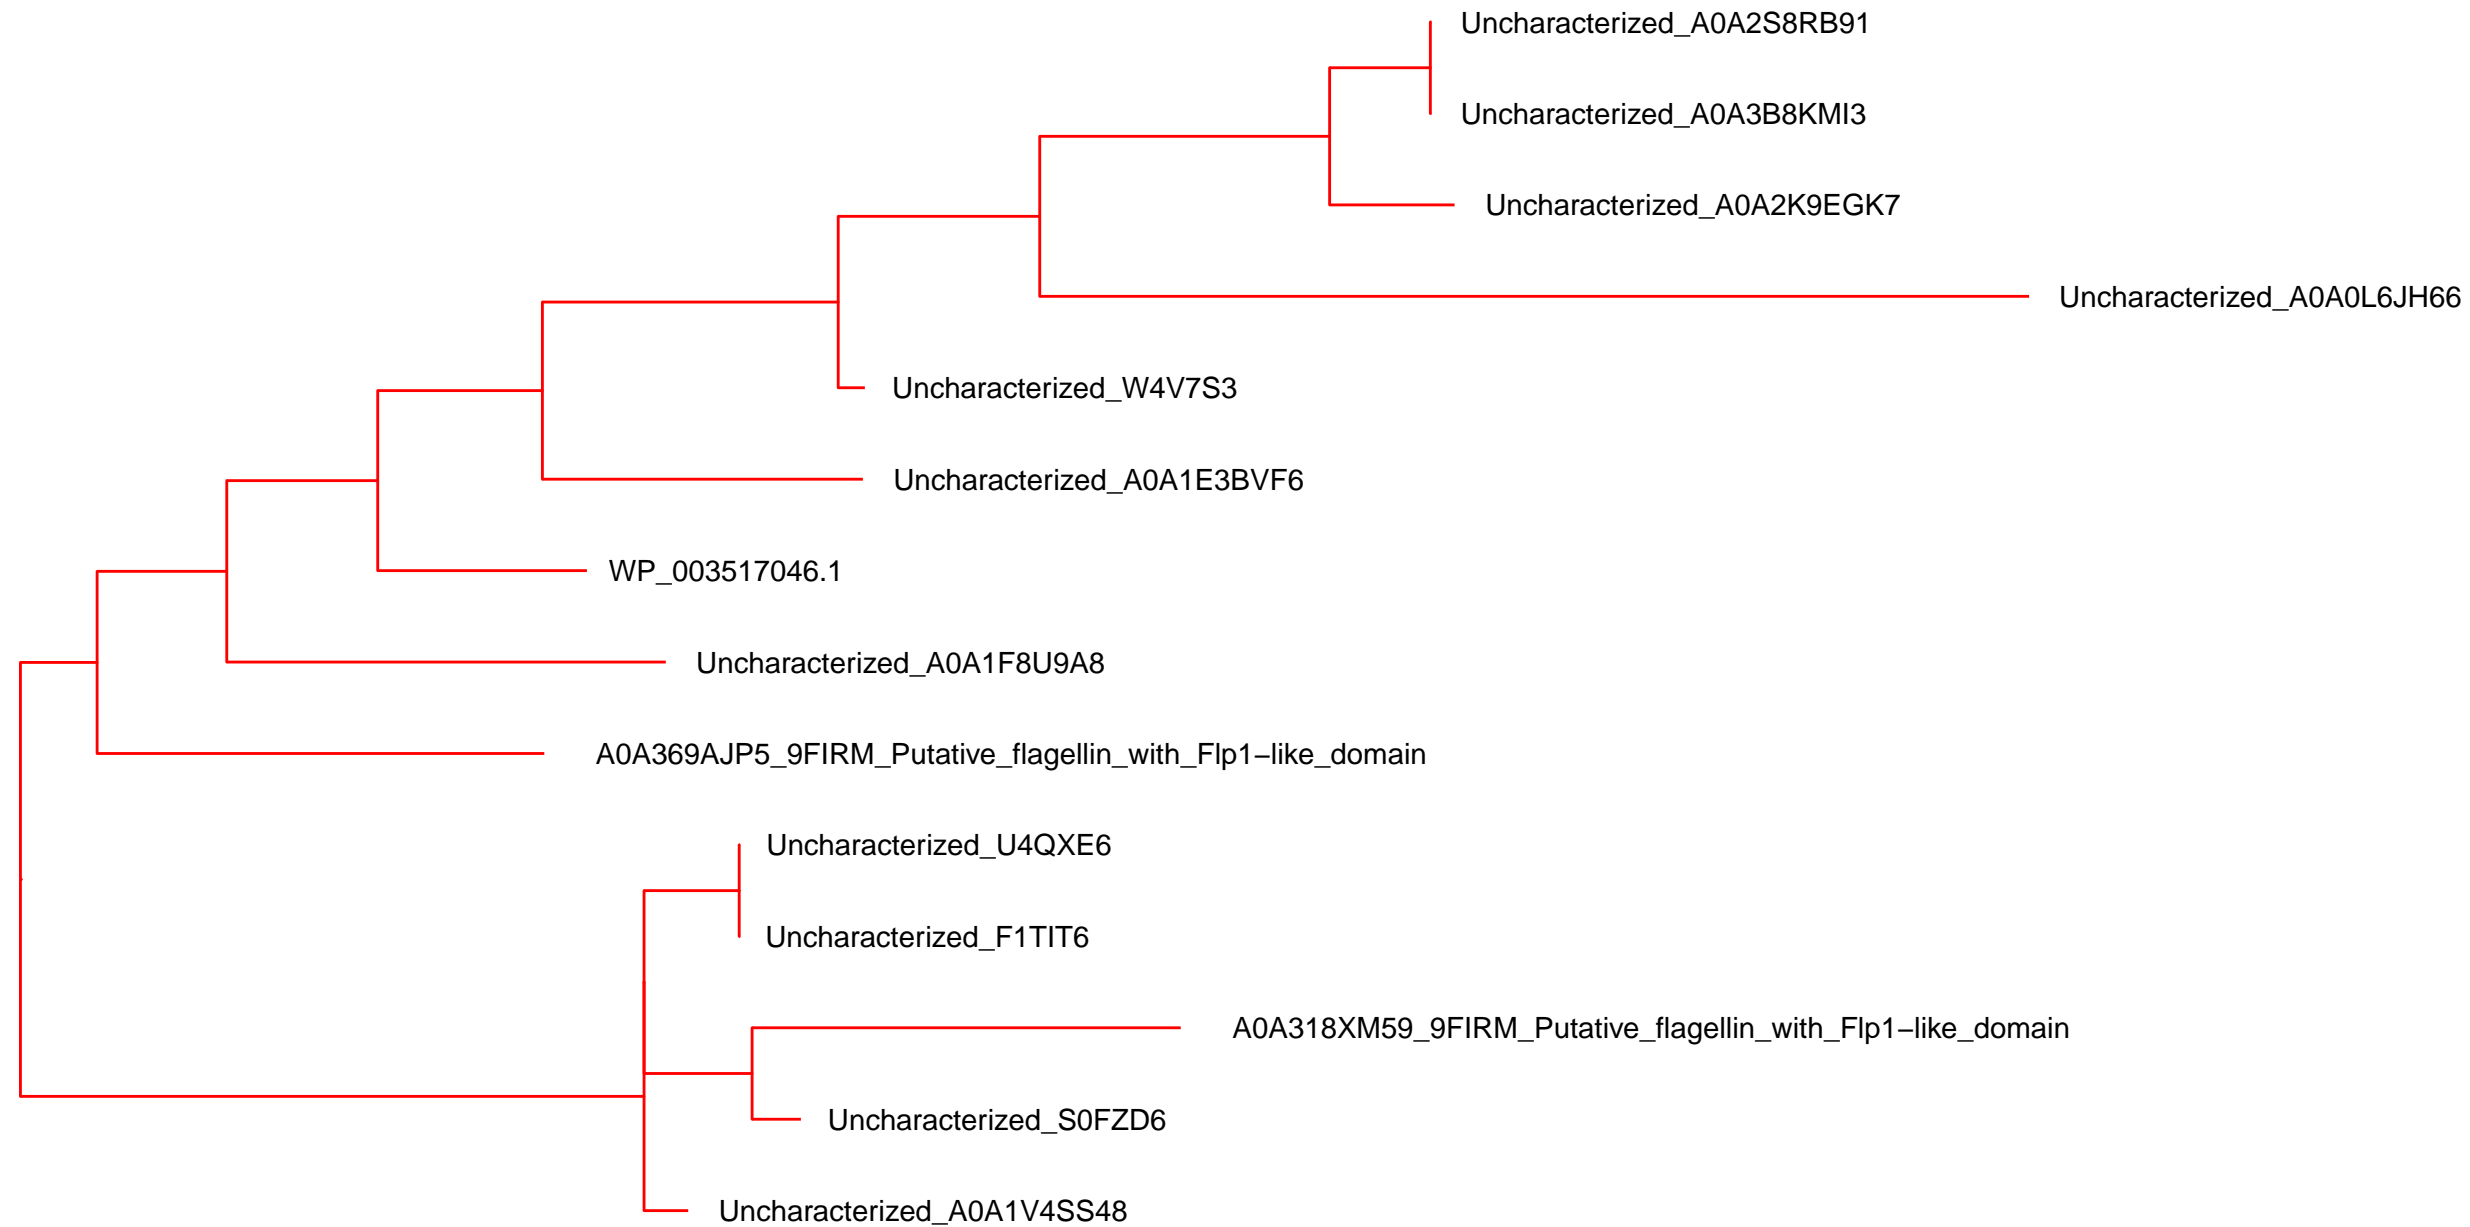 Uncharacterized_A0A2S8RB91
Uncharacterized_A0A3B8KMI3
Uncharacterized_A0A2K9EGK7
Uncharacterized_A0A0L6JH66
Uncharacterized_W4V7S3
Uncharacterized_A0A1E3BVF6
WP_003517046.1
Uncharacterized_A0A1F8U9A8
A0A369AJP5_9FIRM_Putative_flagellin_with_Flp1−like_domain
Uncharacterized_U4QXE6
Uncharacterized_F1TIT6
A0A318XM59_9FIRM_Putative_flagellin_with_Flp1−like_domain
Uncharacterized_S0FZD6
Uncharacterized_A0A1V4SS48